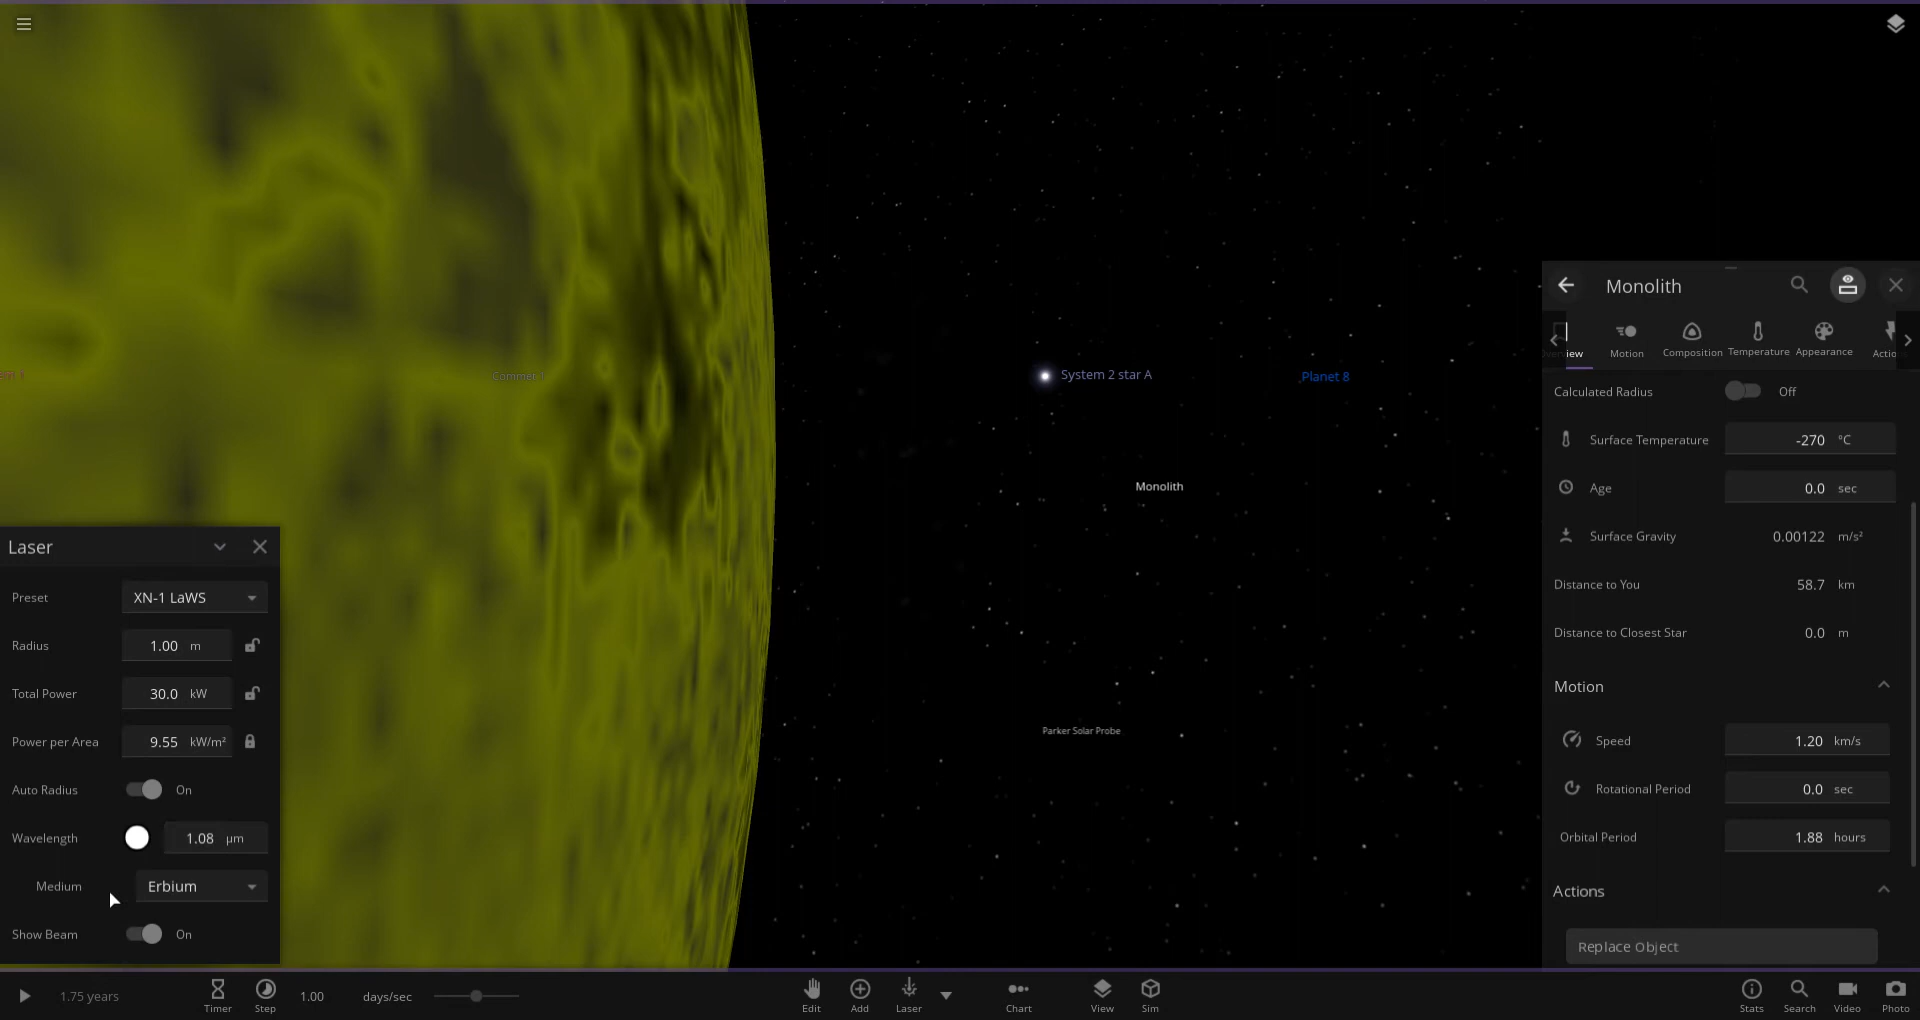 System 2 star A
Planet 8
Commet 1
Monolith
Parker Solar Probe
Laser
Preset XN-1 LaWS
Radius 1.00 m
Total Power 30.0 kW
Power per Area 9.55 kW/m²
Auto Radius On
Wavelength 1.08 µm
Medium Erbium
Show Beam On
Monolith
Motion Composition Temperature Appearance
Calculated Radius Off
Surface Temperature -270 °C
Age 0.0 sec
Surface Gravity 0.00122 m/s²
Distance to You 58.7 km
Distance to Closest Star 0.0 m
Motion
Speed 1.20 km/s
Rotational Period 0.0 sec
Orbital Period 1.88 hours
Actions
Replace Object
1.75 years Timer Step 1.00 days/sec Edit Add Laser Chart View Sim Stats Search Video Photo